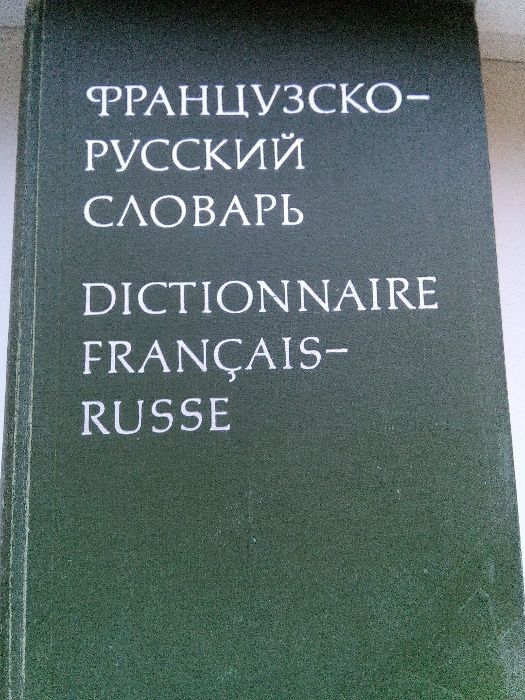 ФРАНЦУЗСКО–
РУССКИЙ
СЛОВАРЬ
DICTIONNAIRE
FRANÇAIS–
RUSSE